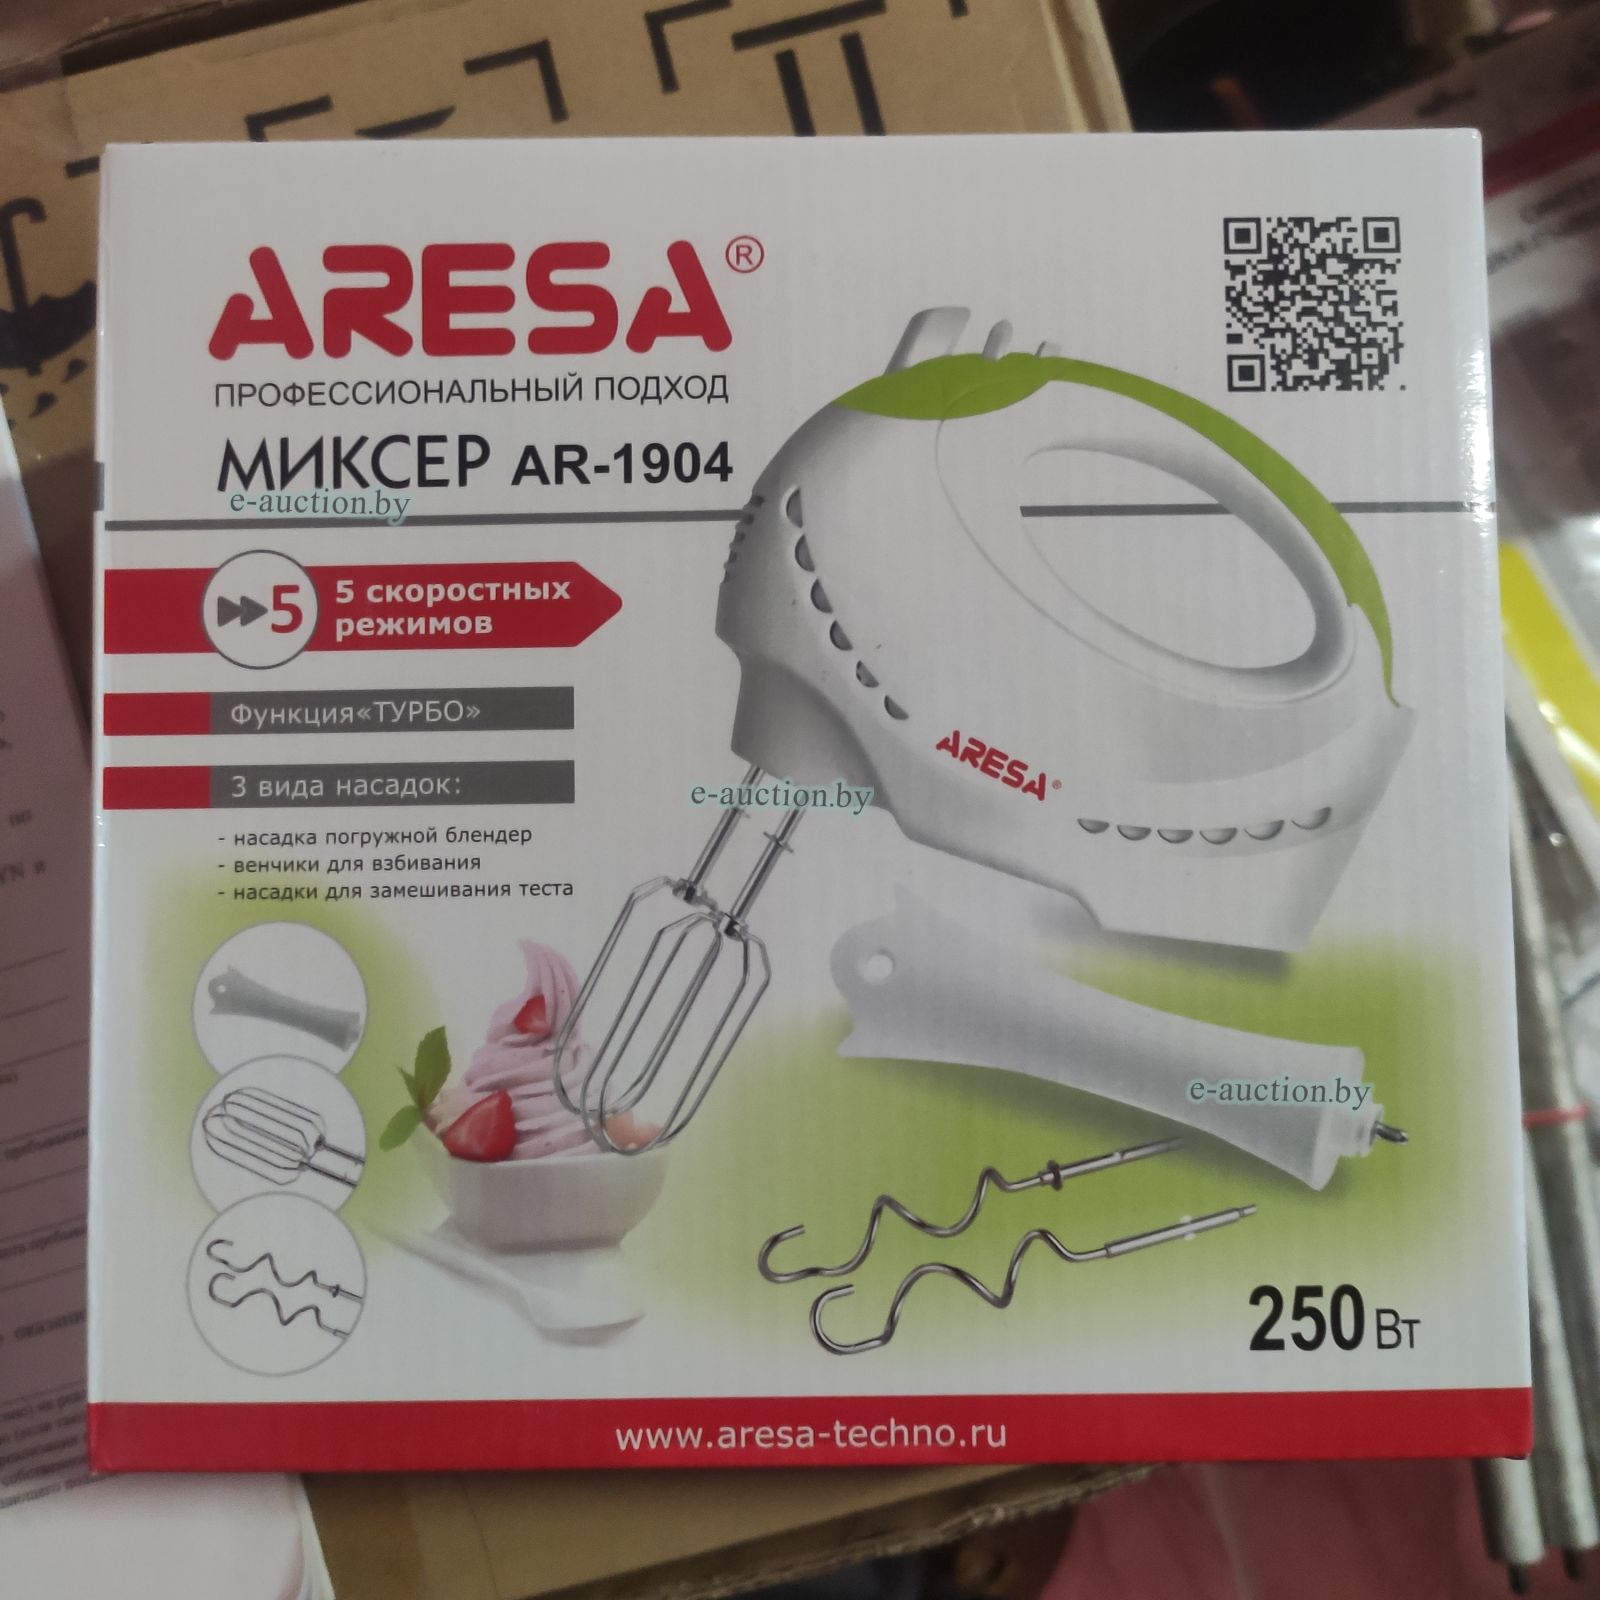 ARESA®
ПРОФЕССИОНАЛЬНЫЙ ПОДХОД
МИКСЕР AR-1904
e-auction.by
5
5 скоростных
режимов
Функция«ТУРБО»
3 вида насадок:
- насадка погружной блендер
- венчики для взбивания
- насадки для замешивания теста
ARESA®
e-auction.by
e-auction.by
250 Вт
www.aresa-techno.ru